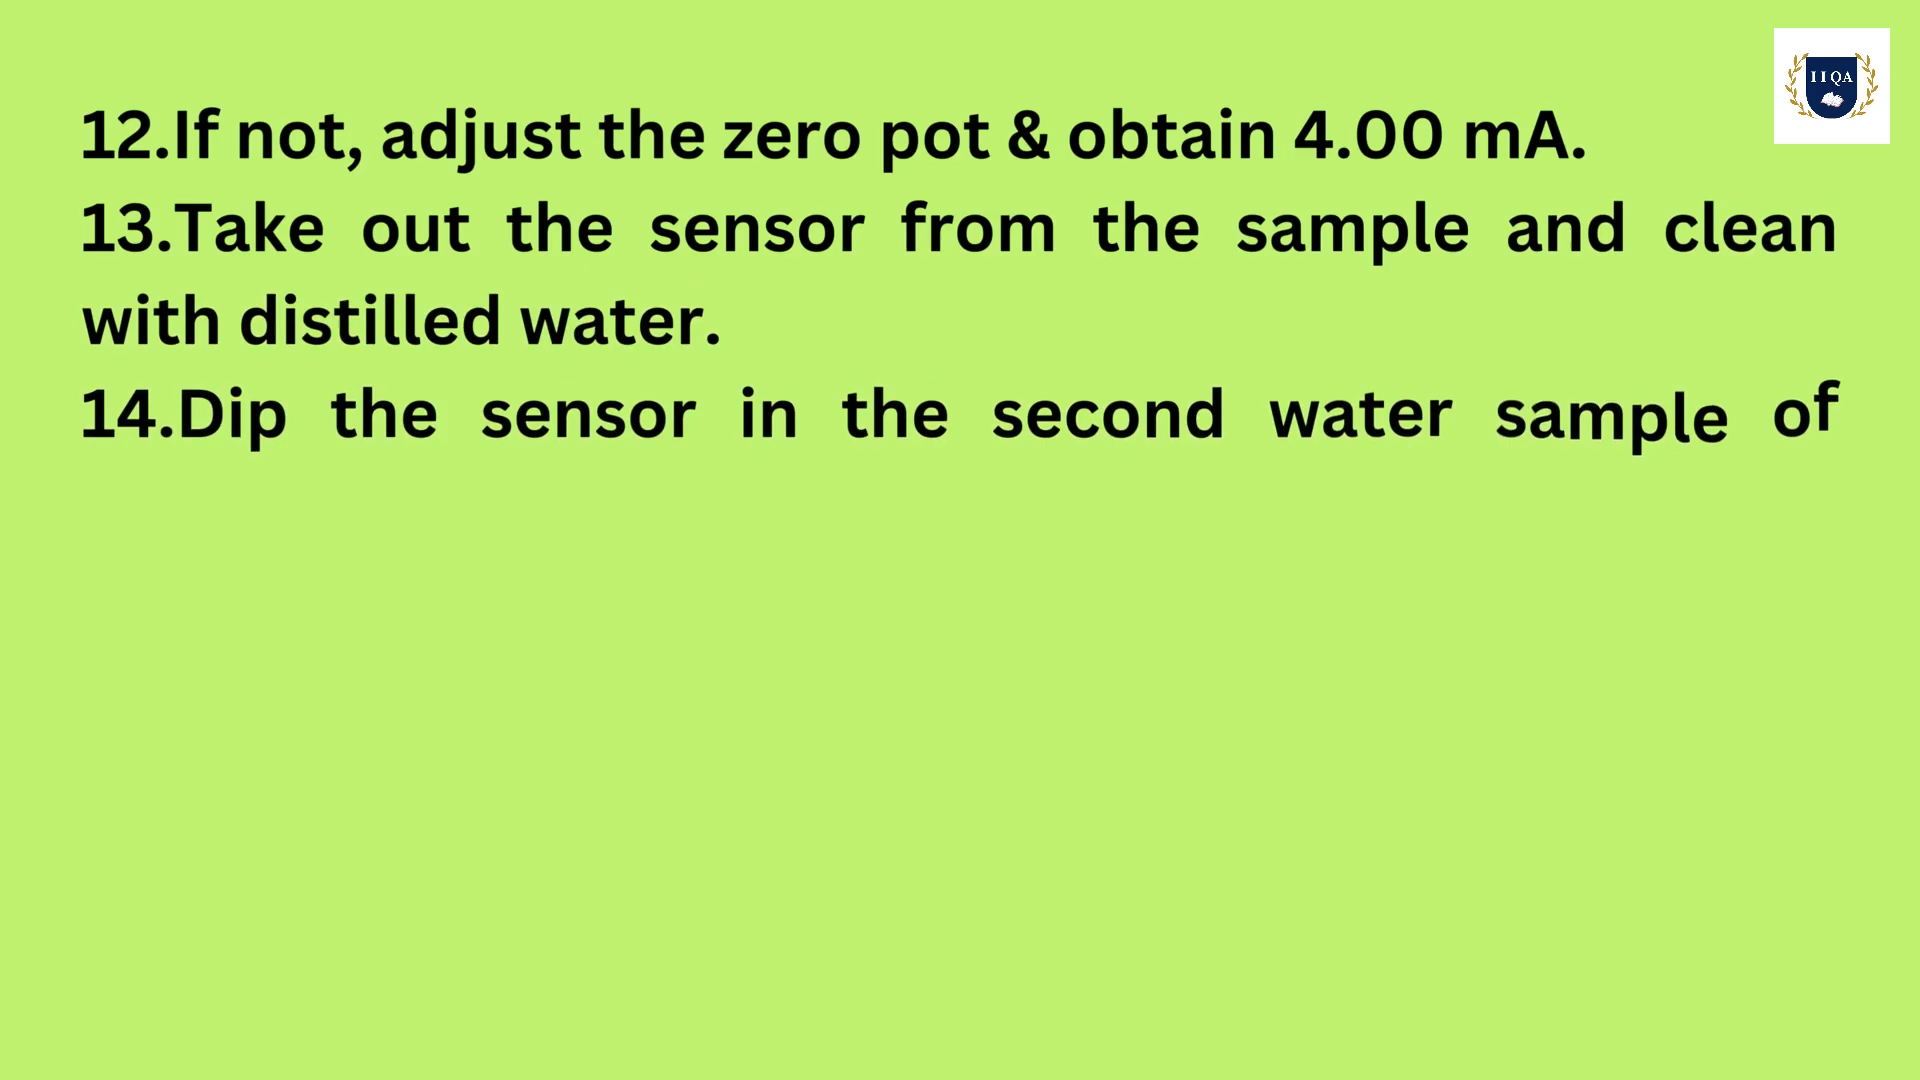 IIQA
12.If not, adjust the zero pot & obtain 4.00 mA.
13.Take out the sensor from the sample and clean
with distilled water.
14.Dip the sensor in the second water sample of